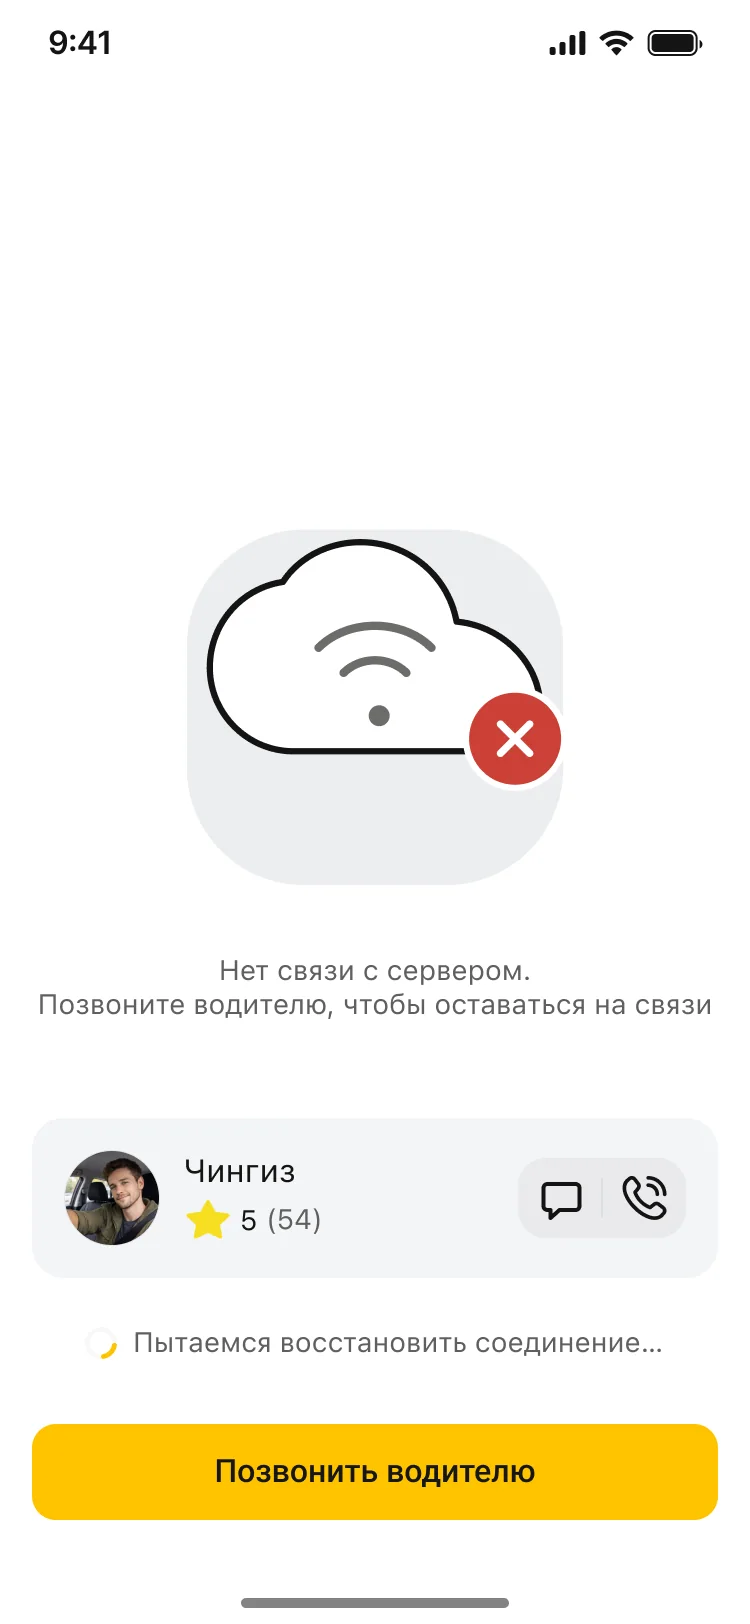 9:41
Нет связи с сервером.
Позвоните водителю, чтобы оставаться на связи
Чингиз
5 (54)
Пытаемся восстановить соединение...
Позвонить водителю